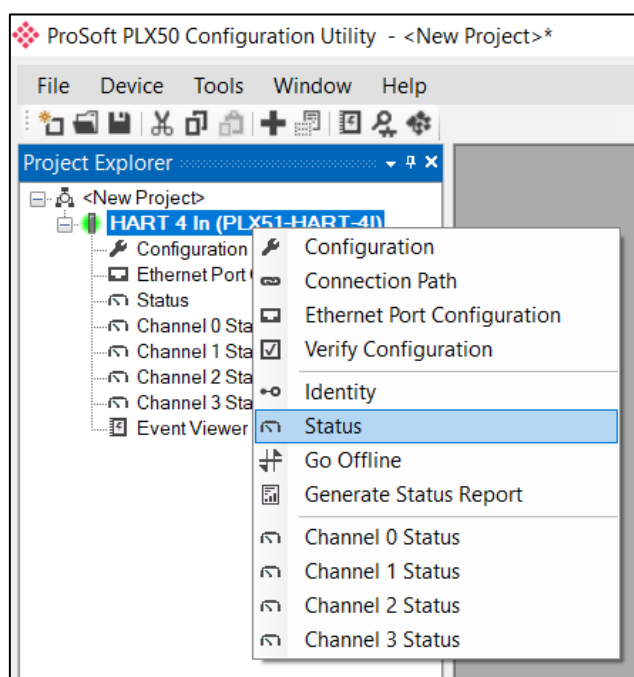 ProSoft PLX50 Configuration Utility - <New Project>*
File Device Tools Window Help
Project Explorer
<New Project>
HART 4 In (PLX51-HART-4I)
Configuration
Ethernet Port
Status
Channel 0 Sta
Channel 1 Sta
Channel 2 Sta
Channel 3 Sta
Event Viewer
Configuration
Connection Path
Ethernet Port Configuration
Verify Configuration
Identity
Status
Go Offline
Generate Status Report
Channel 0 Status
Channel 1 Status
Channel 2 Status
Channel 3 Status